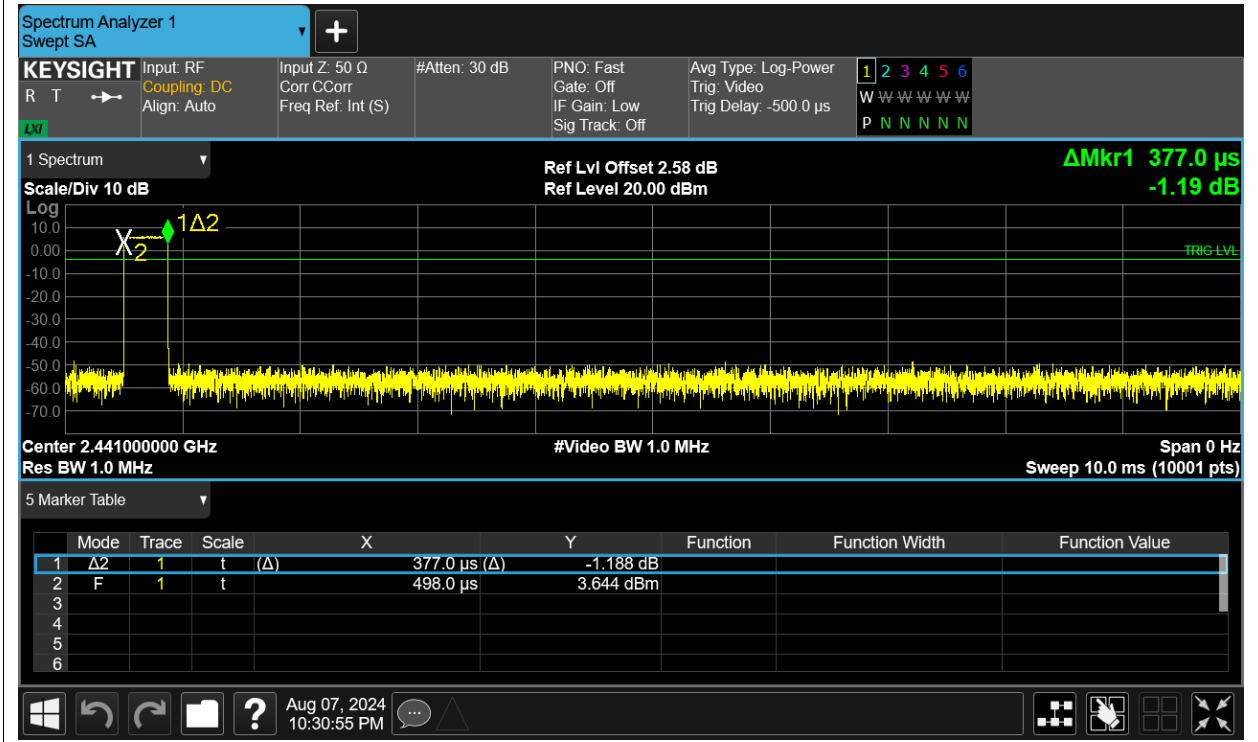 Spectrum Analyzer 1
Swept SA
KEYSIGHT
R T
LXI
Input: RF
Coupling: DC
Align: Auto
Input Z: 50 Ω
Corr CCorr
Freq Ref: Int (S)
#Atten: 30 dB
PNO: Fast
Gate: Off
IF Gain: Low
Sig Track: Off
Avg Type: Log-Power
Trig: Video
Trig Delay: -500.0 µs
1 2 3 4 5 6
W W W W W W
P N N N N N
1 Spectrum
Scale/Div 10 dB
Ref Lvl Offset 2.58 dB
Ref Level 20.00 dBm
ΔMkr1 377.0 µs
-1.19 dB
Log
10.0
0.00
-10.0
-20.0
-30.0
-40.0
-50.0
-60.0
-70.0
X2
1Δ2
TRIG LVL
Center 2.441000000 GHz
#Video BW 1.0 MHz
Span 0 Hz
Res BW 1.0 MHz
Sweep 10.0 ms (10001 pts)
5 Marker Table
Mode Trace Scale X Y Function Function Width Function Value
1 Δ2 1 t (Δ) 377.0 µs (Δ) -1.188 dB
2 F 1 t 498.0 µs 3.644 dBm
3
4
5
6
?
Aug 07, 2024
10:30:55 PM